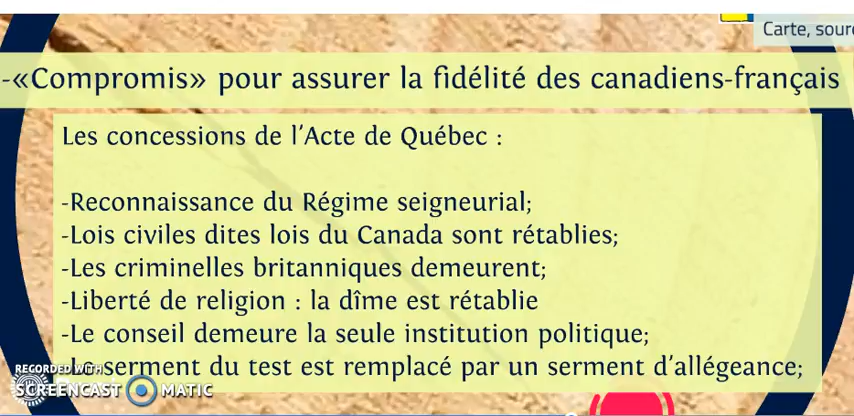 Carte, sour
-«Compromis» pour assurer la fidélité des canadiens-français
Les concessions de l'Acte de Québec :
-Reconnaissance du Régime seigneurial;
-Lois civiles dites lois du Canada sont rétablies;
-Les criminelles britanniques demeurent;
-Liberté de religion : la dîme est rétablie
-Le conseil demeure la seule institution politique;
serment du test est remplacé par un serment d'allégeance;
RECORDED WITH
SCREENCAST MATIC